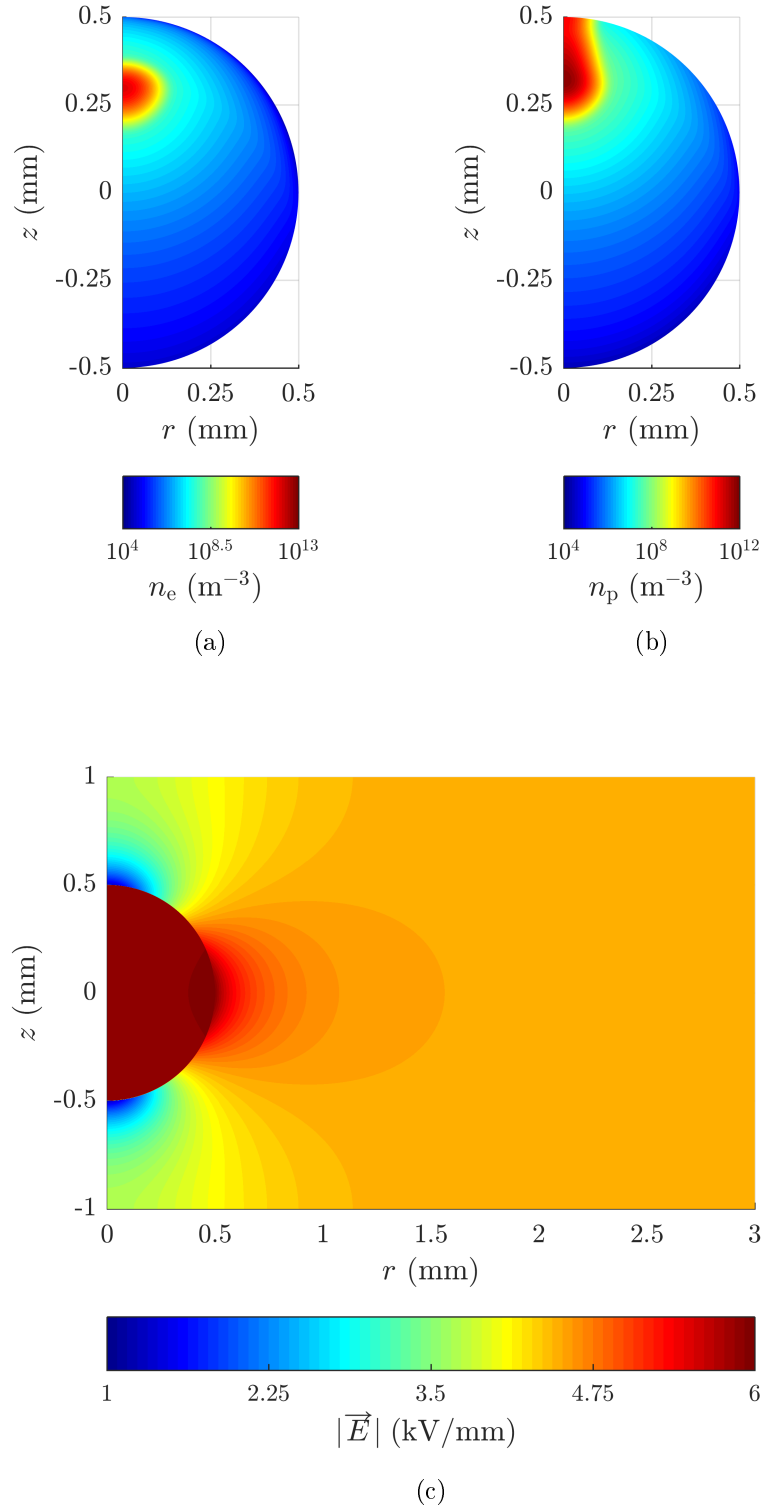 0.5
0.25
0
-0.25
-0.5
z (mm)
0 0.25 0.5
r (mm)
10^4 10^8.5 10^13
n_e (m^−3)
(a)
0.5
0.25
0
-0.25
-0.5
z (mm)
0 0.25 0.5
r (mm)
10^4 10^8 10^12
n_p (m^−3)
(b)
1
0.5
0
-0.5
-1
z (mm)
0 0.5 1 1.5 2 2.5 3
r (mm)
1 2.25 3.5 4.75 6
|E⃗| (kV/mm)
(c)